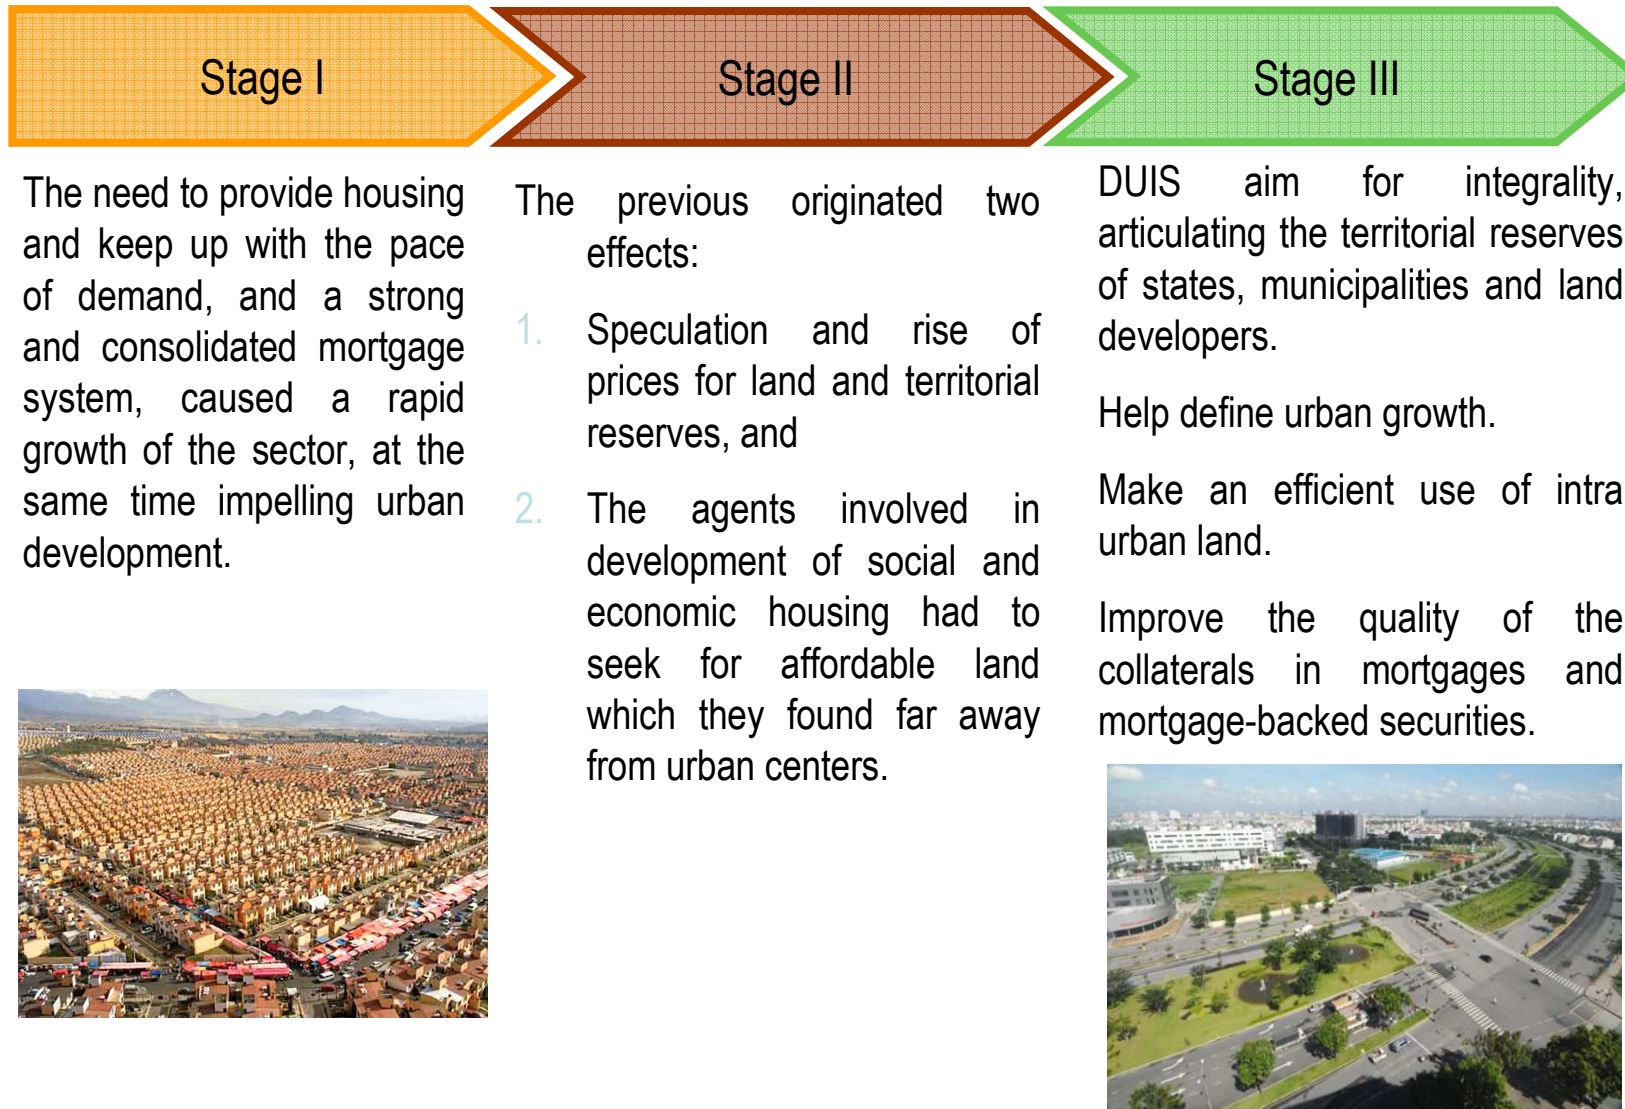 Stage I
Stage II
Stage III
The need to provide housing
and keep up with the pace
of demand, and a strong
and consolidated mortgage
system, caused a rapid
growth of the sector, at the
same time impelling urban
development.
The previous originated two
effects:
1. Speculation and rise of
prices for land and territorial
reserves, and
2. The agents involved in
development of social and
economic housing had to
seek for affordable land
which they found far away
from urban centers.
DUIS aim for integrality,
articulating the territorial reserves
of states, municipalities and land
developers.
Help define urban growth.
Make an efficient use of intra
urban land.
Improve the quality of the
collaterals in mortgages and
mortgage-backed securities.